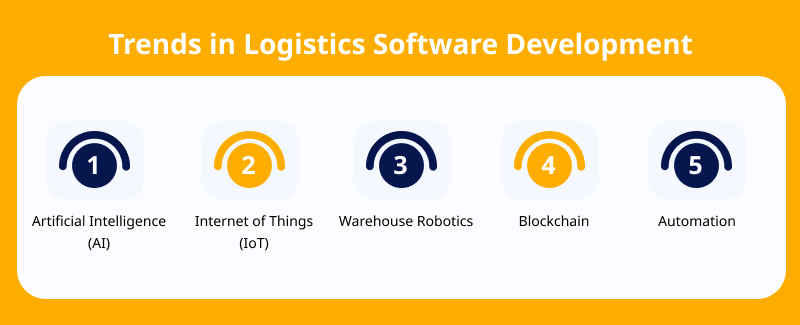 Trends in Logistics Software Development
1
2
3
4
5
Artificial Intelligence
(AI)
Internet of Things
(IoT)
Warehouse Robotics
Blockchain
Automation